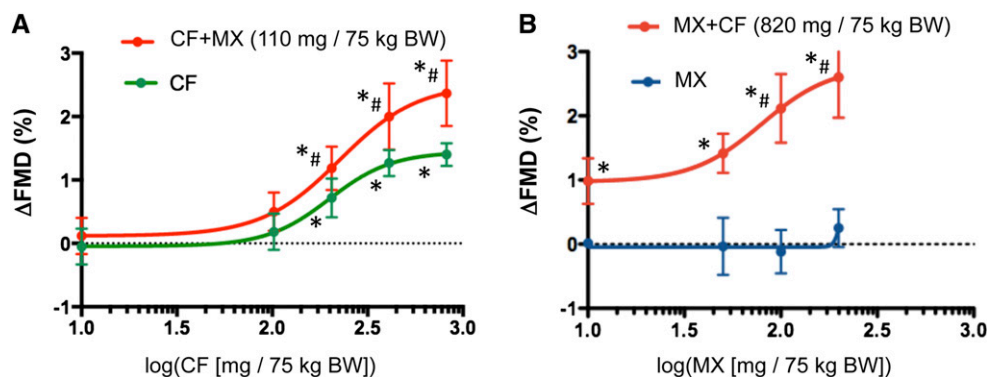 A
CF+MX (110 mg / 75 kg BW)
CF
*#
*#
*#
*
*
*
ΔFMD (%)
3
2
1
0
-1
1.0 1.5 2.0 2.5 3.0
log(CF [mg / 75 kg BW])
B
MX+CF (820 mg / 75 kg BW)
MX
*#
*#
*
*
ΔFMD (%)
3
2
1
0
-1
1.0 1.5 2.0 2.5 3.0
log(MX [mg / 75 kg BW])